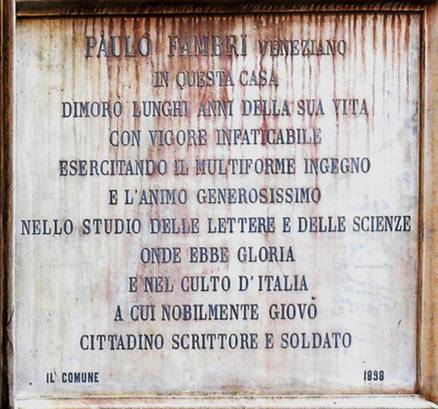 PAULO FAMBRI VENEZIANO
IN QUESTA CASA
DIMORO LUNGHI ANNI DELLA SUA VITA
CON VIGORE INFATICABILE
ESERCITANDO IL MULTIFORME INGEGNO
E L'ANIMO GENEROSISSIMO
NELLO STUDIO DELLE LETTERE E DELLE SCIENZE
ONDE EBBE GLORIA
E NEL CULTO D'ITALIA
A CUI NOBILMENTE GIOVÒ
CITTADINO SCRITTORE E SOLDATO
IL COMUNE 1898